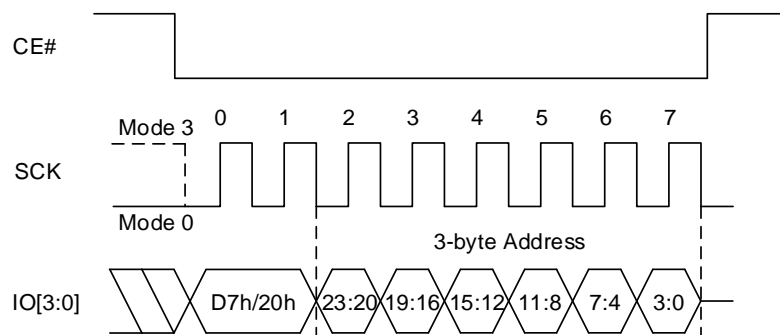 CE#
Mode 3 0 1 2 3 4 5 6 7
SCK
Mode 0
3-byte Address
IO[3:0] D7h/20h 23:20 19:16 15:12 11:8 7:4 3:0